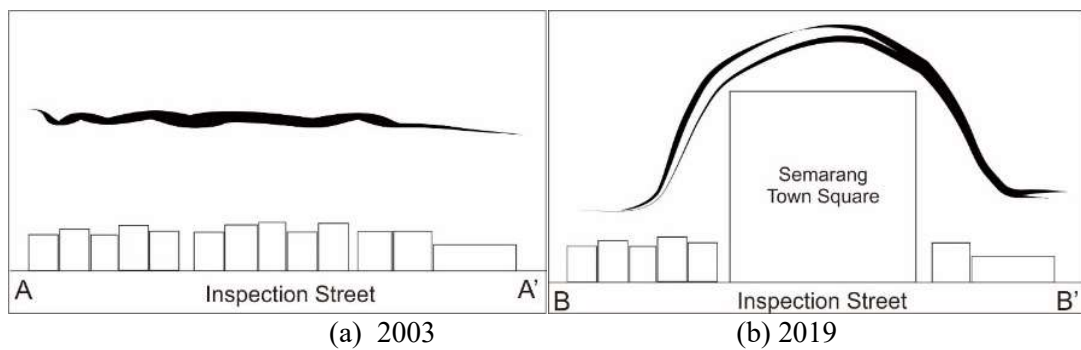 Semarang
Town Square
A Inspection Street A'
B Inspection Street B'
(a) 2003
(b) 2019